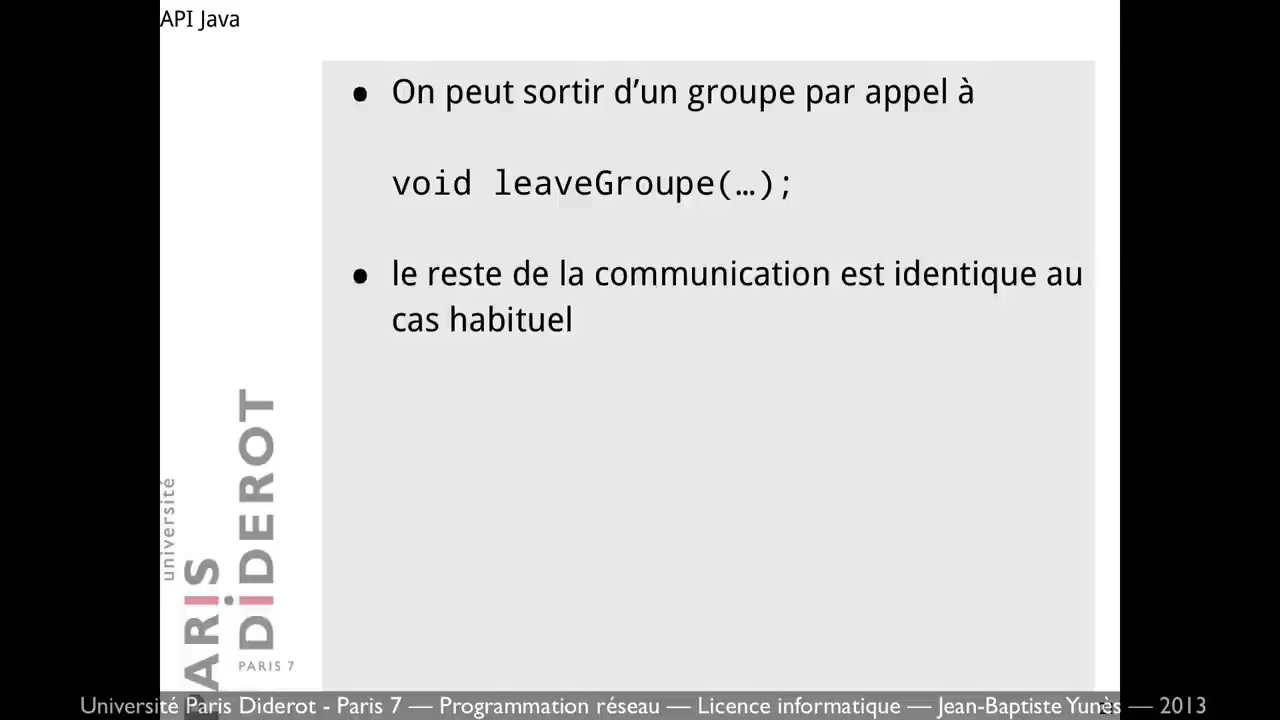 API Java
• On peut sortir d’un groupe par appel à
void leaveGroupe(…);
• le reste de la communication est identique au
cas habituel
université
PARIS
DiDEROT
PARIS 7
Université Paris Diderot - Paris 7 — Programmation réseau — Licence informatique — Jean-Baptiste Yunès — 2013